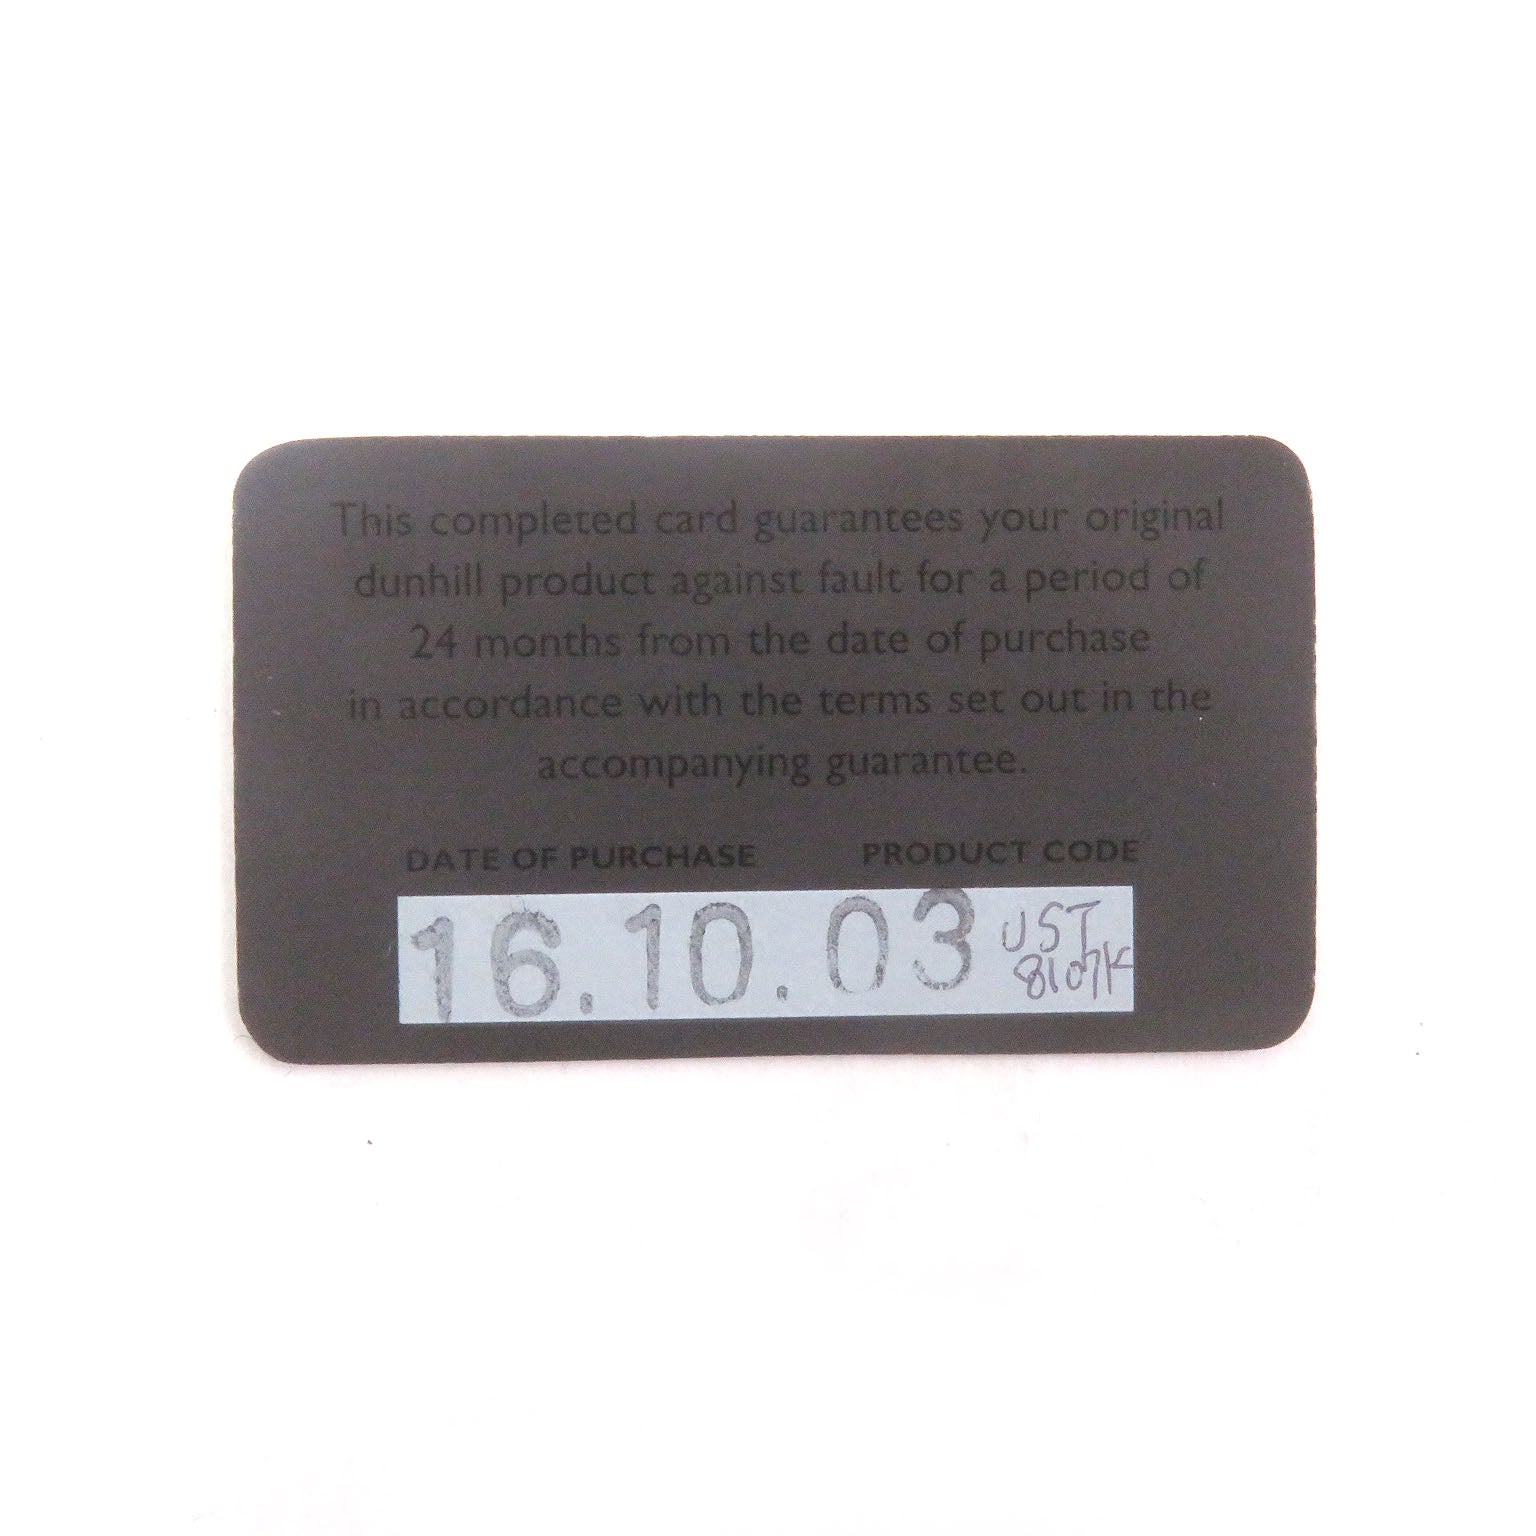 This completed card guarantees your original
dunhill product against fault for a period of
24 months from the date of purchase
in accordance with the terms set out in the
accompanying guarantee.
DATE OF PURCHASE PRODUCT CODE
16.10.03 UST
8107K